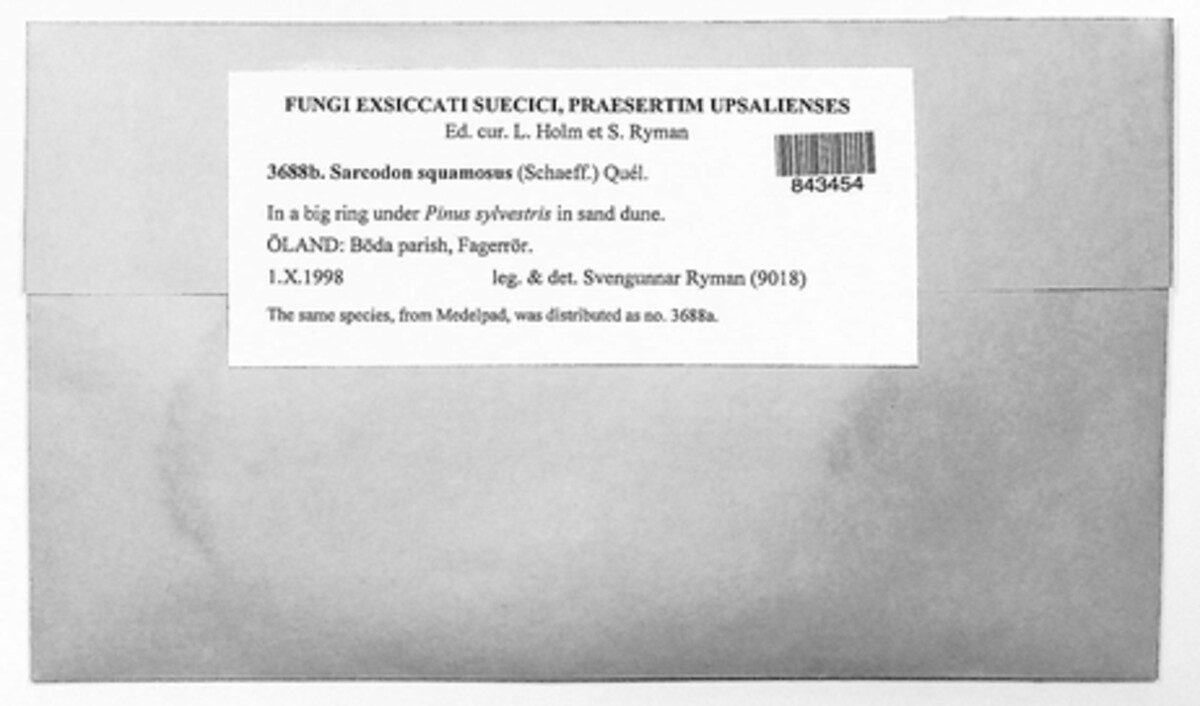 FUNGI EXSICCATI SUECICI, PRAESERTIM UPSALIENSES
Ed. cur. L. Holm et S. Ryman
843454
3688b. Sarcodon squamosus (Schaeff.) Quél.
In a big ring under Pinus sylvestris in sand dune.
ÖLAND: Böda parish, Fagerrör.
1.X.1998 leg. & det. Svengunnar Ryman (9018)
The same species, from Medelpad, was distributed as no. 3688a.